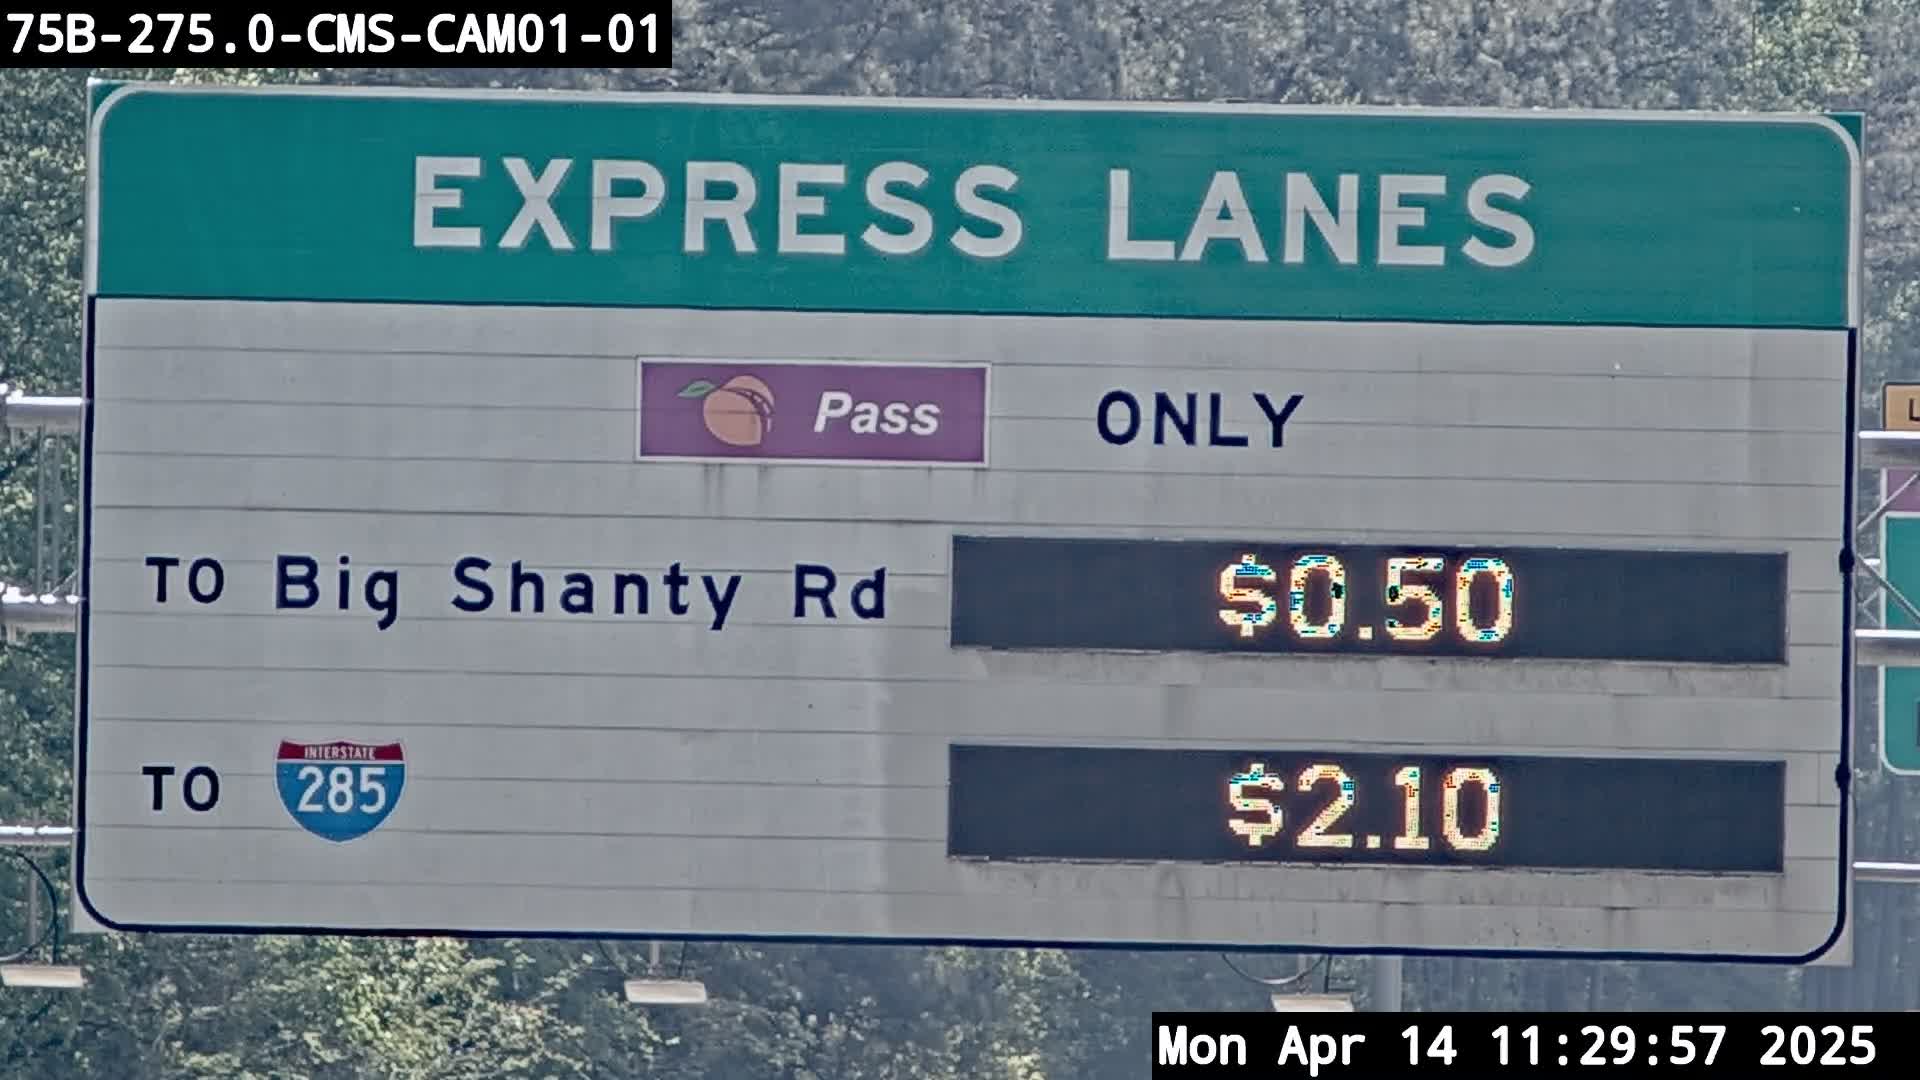 75B-275.0-CMS-CAM01-01
EXPRESS LANES
Pass ONLY
TO Big Shanty Rd $0.50
TO INTERSTATE 285 $2.10
Mon Apr 14 11:29:57 2025